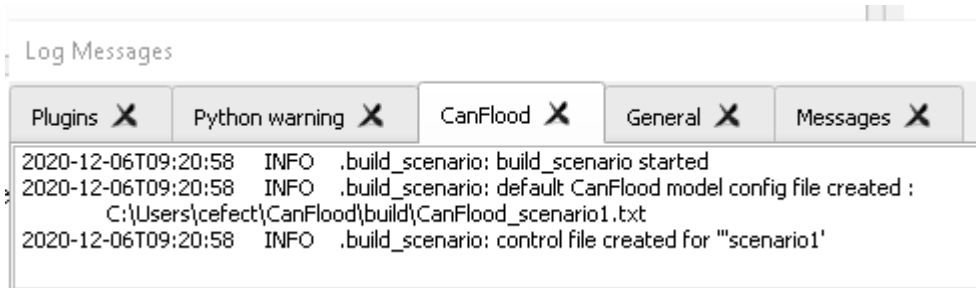 Log Messages
Plugins Python warning CanFlood General Messages
2020-12-06T09:20:58 INFO .build_scenario: build_scenario started
2020-12-06T09:20:58 INFO .build_scenario: default CanFlood model config file created :
C:\Users\cefect\CanFlood\build\CanFlood_scenario1.txt
2020-12-06T09:20:58 INFO .build_scenario: control file created for "'scenario1'